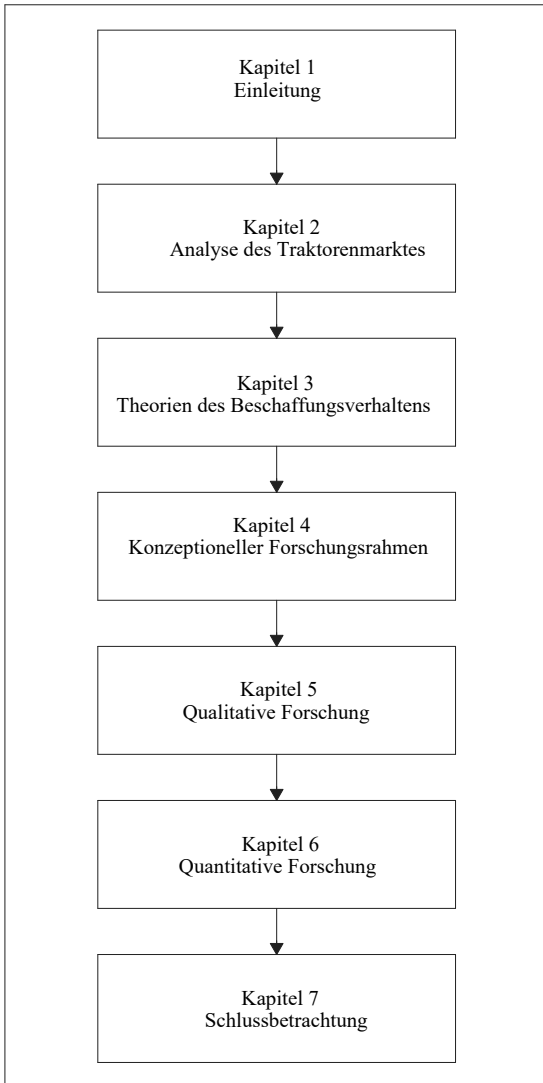 Kapitel 1
Einleitung
Kapitel 2
Analyse des Traktorenmarktes
Kapitel 3
Theorien des Beschaffungsverhaltens
Kapitel 4
Konzeptioneller Forschungsrahmen
Kapitel 5
Qualitative Forschung
Kapitel 6
Quantitative Forschung
Kapitel 7
Schlussbetrachtung